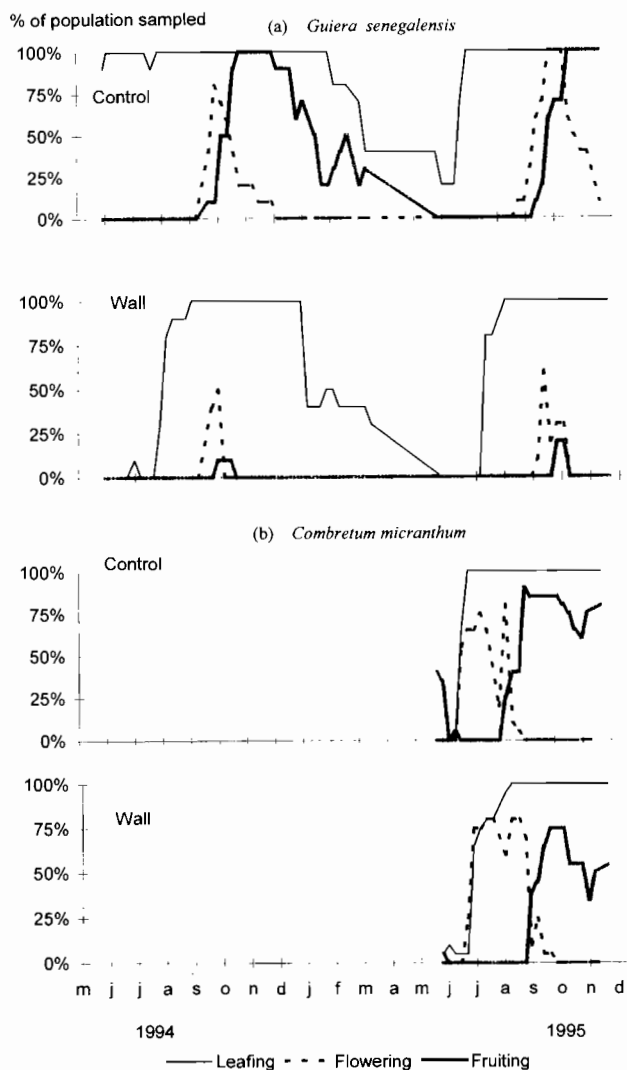 % of population sampled
(a) Guiera senegalensis
100%
75%
Control
50%
25%
0%
100%
Wall
75%
50%
25%
0%
(b) Combretum micranthum
Control
100%
75%
50%
25%
0%
100%
75%
Wall
50%
25%
0%
m j j a s o n d j f m a m j j a s o n d
1994 1995
Leafing Flowering Fruiting